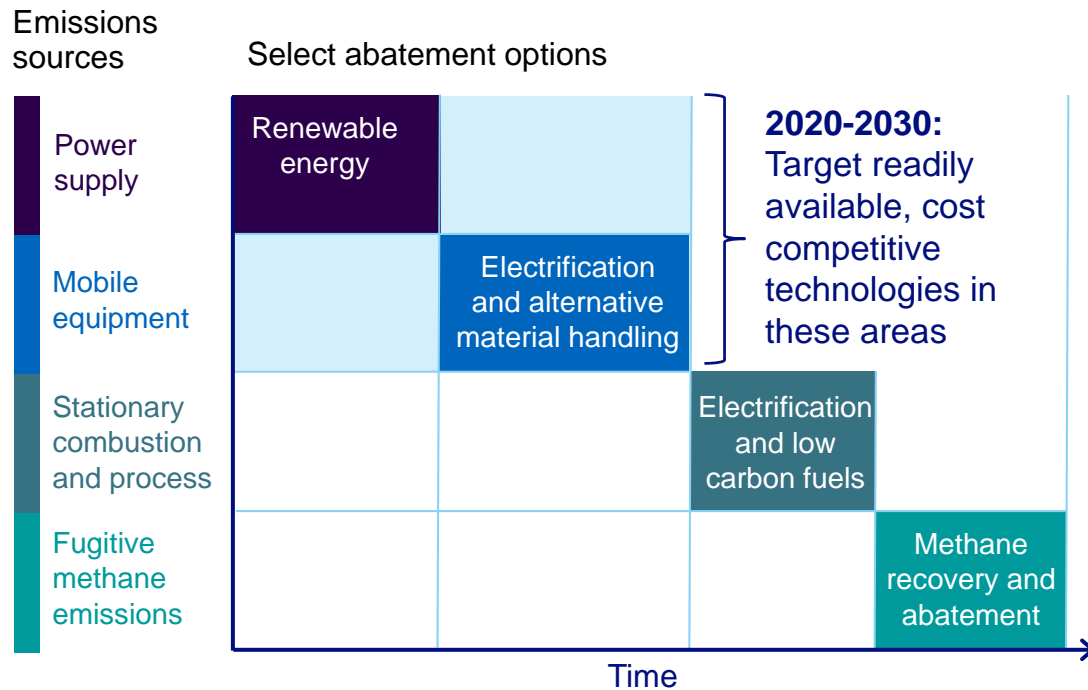 Emissions
sources
Select abatement options
Power
supply
Renewable
energy
2020-2030:
Target readily
available, cost
competitive
technologies in
these areas
Mobile
equipment
Electrification
and alternative
material handling
Stationary
combustion
and process
Electrification
and low
carbon fuels
Fugitive
methane
emissions
Methane
recovery and
abatement
Time